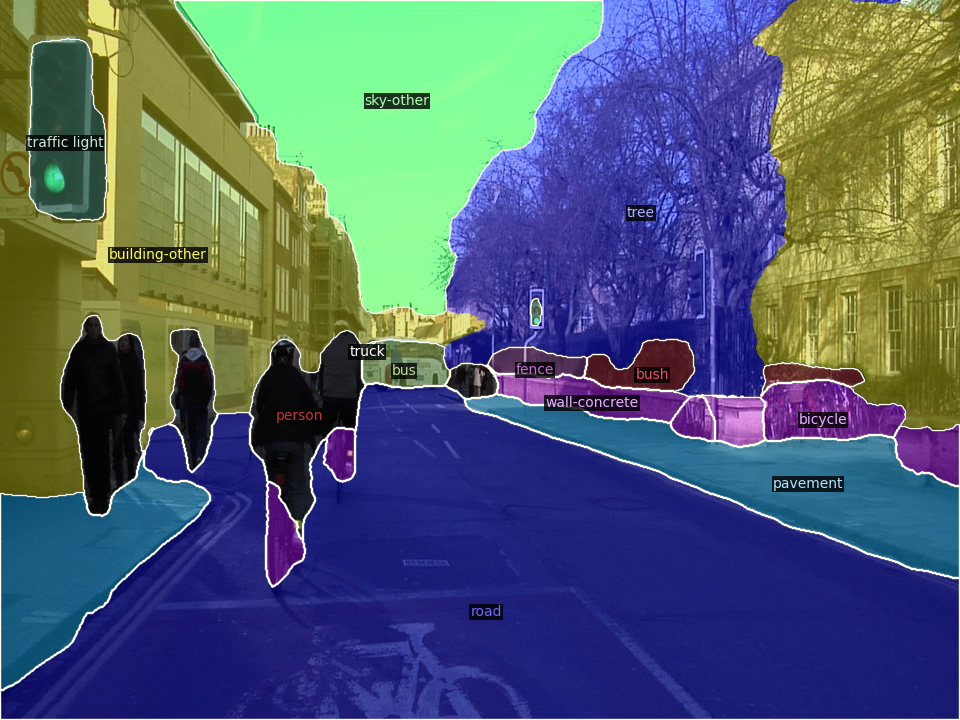 sky-other
traffic light
tree
building-other
truck
bus
fence
bush
wall-concrete
person
bicycle
pavement
road